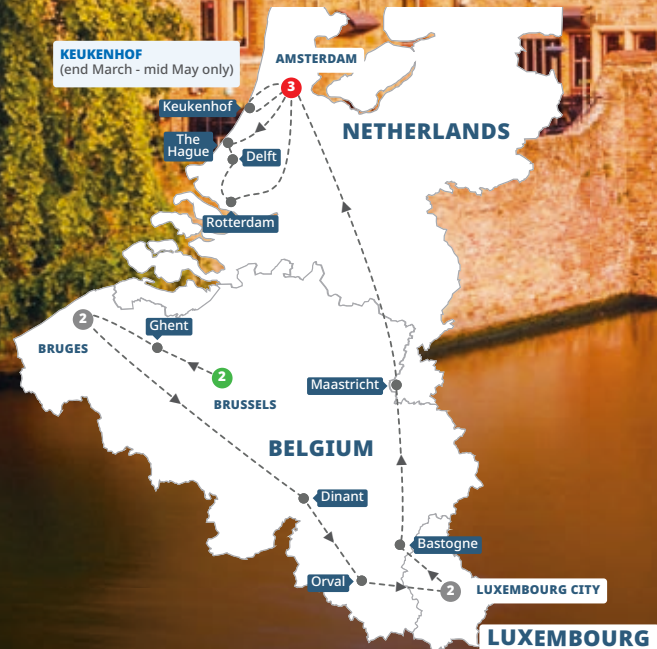 KEUKENHOF
(end March - mid May only)
AMSTERDAM
3
Keukenhof
NETHERLANDS
The
Hague
Delft
Rotterdam
2
Ghent
BRUGES
2
BRUSSELS
Maastricht
BELGIUM
Dinant
Bastogne
Orval
2
LUXEMBOURG CITY
LUXEMBOURG